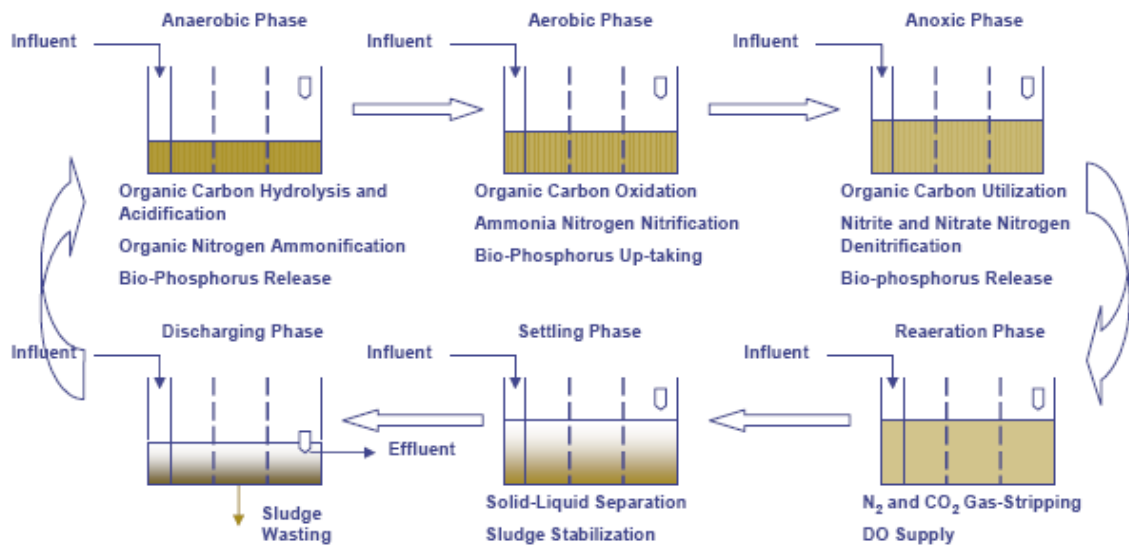 Anaerobic Phase
Aerobic Phase
Anoxic Phase
Influent
Influent
Influent
Organic Carbon Hydrolysis and
Acidification
Organic Nitrogen Ammonification
Bio-Phosphorus Release
Organic Carbon Oxidation
Ammonia Nitrogen Nitrification
Bio-Phosphorus Up-taking
Organic Carbon Utilization
Nitrite and Nitrate Nitrogen
Denitrification
Bio-phosphorus Release
Discharging Phase
Settling Phase
Reaeration Phase
Influent
Influent
Influent
Effluent
Sludge
Wasting
Solid-Liquid Separation
Sludge Stabilization
N₂ and CO₂ Gas-Stripping
DO Supply